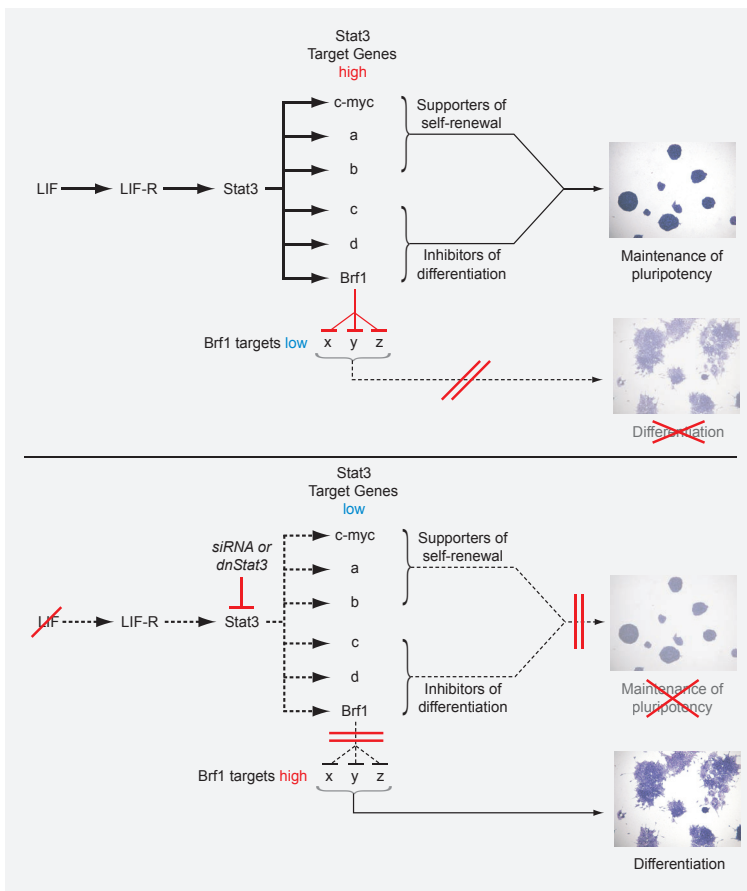 Stat3
Target Genes
high
c-myc
Supporters of
self-renewal
a
b
LIF LIF-R Stat3
c
d
Inhibitors of
differentiation
Brf1
Maintenance of
pluripotency
Brf1 targets low x y z
Differentiation
Stat3
Target Genes
low
c-myc
Supporters of
self-renewal
siRNA or
dnStat3
a
b
LIF LIF-R Stat3
c
d
Inhibitors of
differentiation
Brf1
Maintenance of
pluripotency
Brf1 targets high x y z
Differentiation